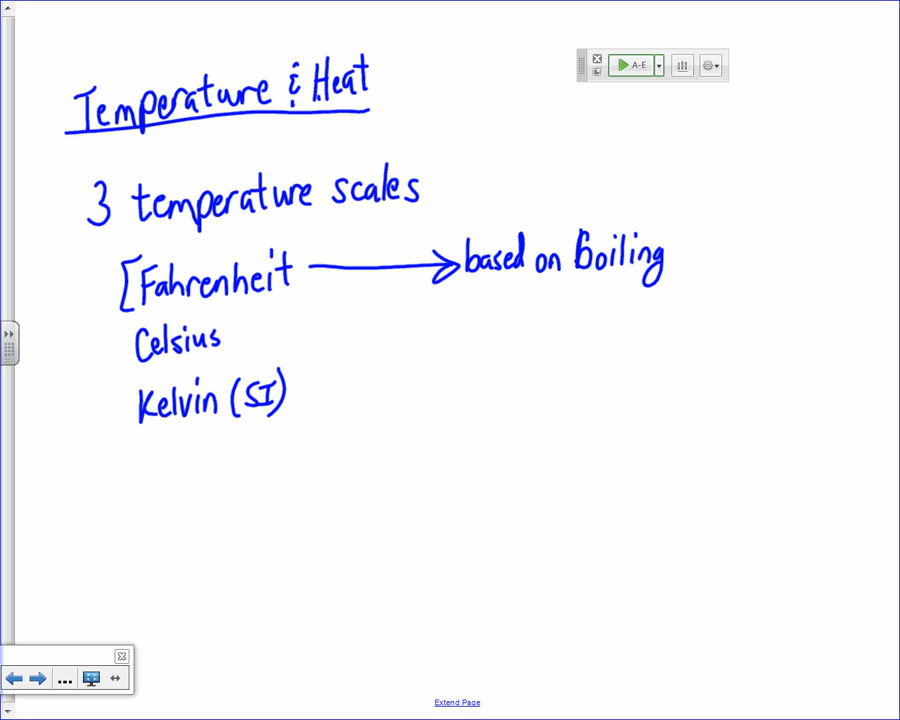 Temperature & Heat
A-E
3 temperature scales
[Fahrenheit → based on Boiling
Celsius
Kelvin (SI)
...
Extend Page